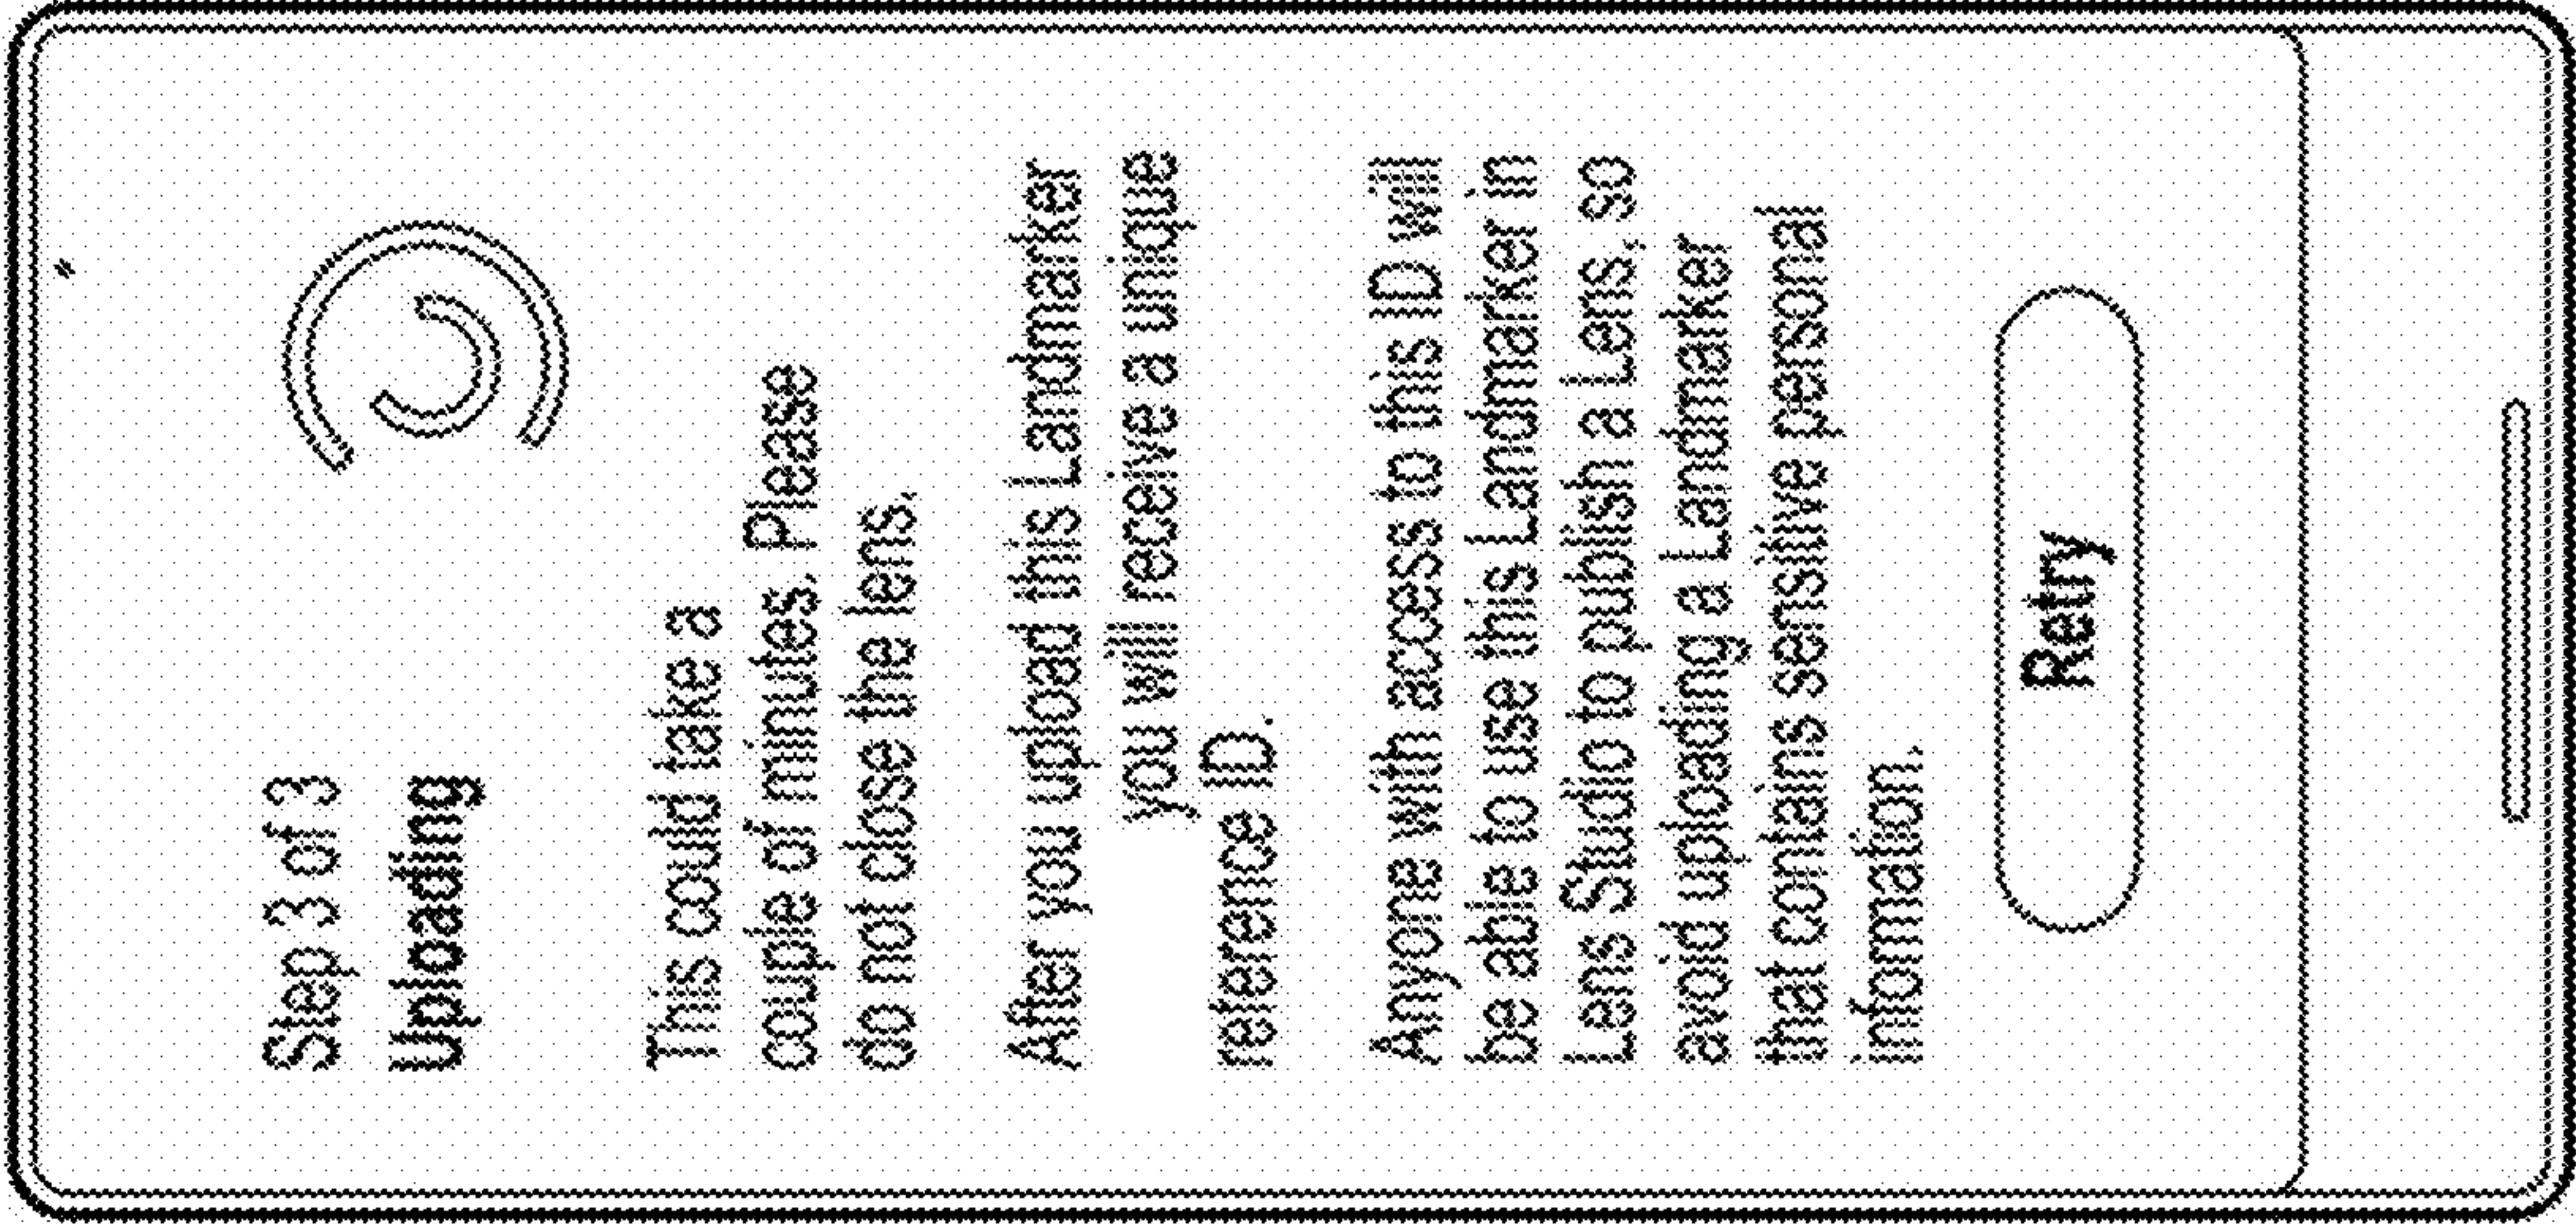 Step 3 of 3
Uploading
This could take a
couple of minutes. Please
do not close the lens.
After you upload this Landmarker
you will receive a unique
reference ID.
Anyone with access to this ID will
be able to use this Landmarker in
Lens Studio to publish a Lens, so
avoid uploading a Landmarker
that contains sensitive personal
information.
Retry